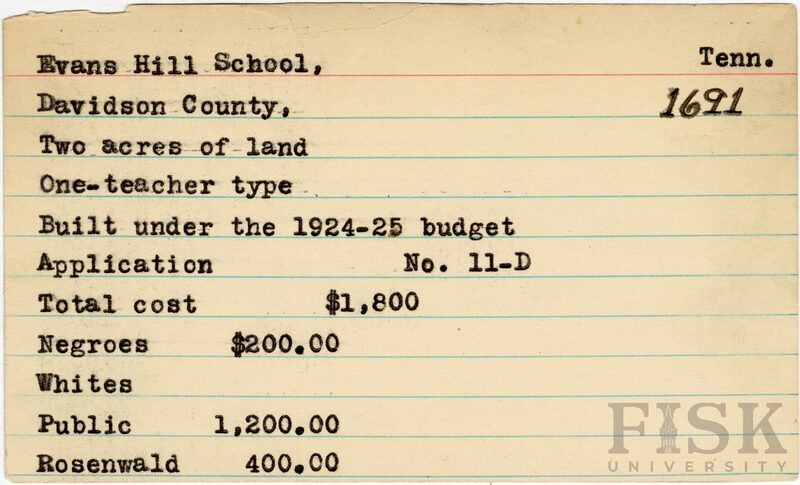 Evans Hill School, Tenn.
Davidson County, 1691
Two acres of land
One-teacher type
Built under the 1924-25 budget
Application No. 11-D
Total cost $1,800
Negroes $200.00
Whites
Public 1,200.00
Rosenwald 400.00
FISK
UNIVERSITY